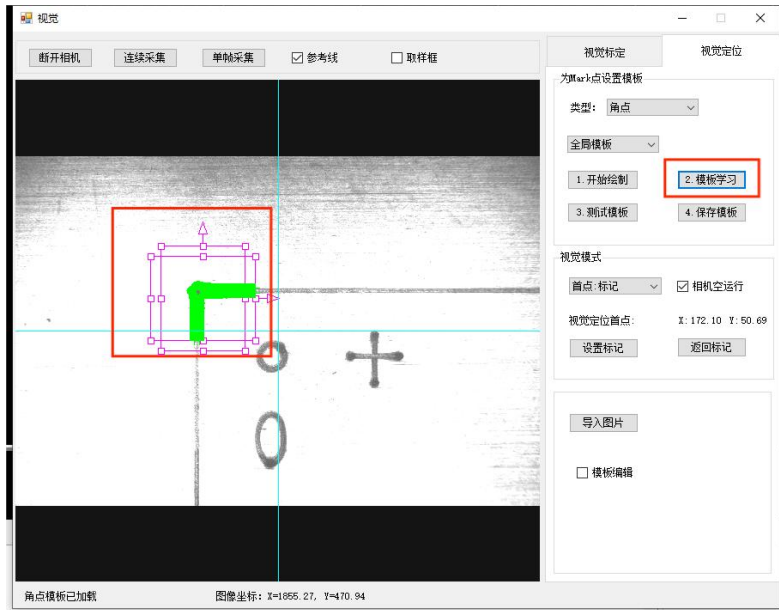 视觉
断开相机 连续采集 单帧采集 参考线 取样框
视觉标定 视觉定位
为Mark点设置模板
类型： 角点
全局模板
1.开始绘制 2.模板学习
3.测试模板 4.保存模板
视觉模式
首点:标记 相机空运行
视觉定位首点： X:172.10 Y:50.69
设置标记 返回标记
导入图片
模板编辑
角点模板已加载 图像坐标：X=1855.27, Y=470.94